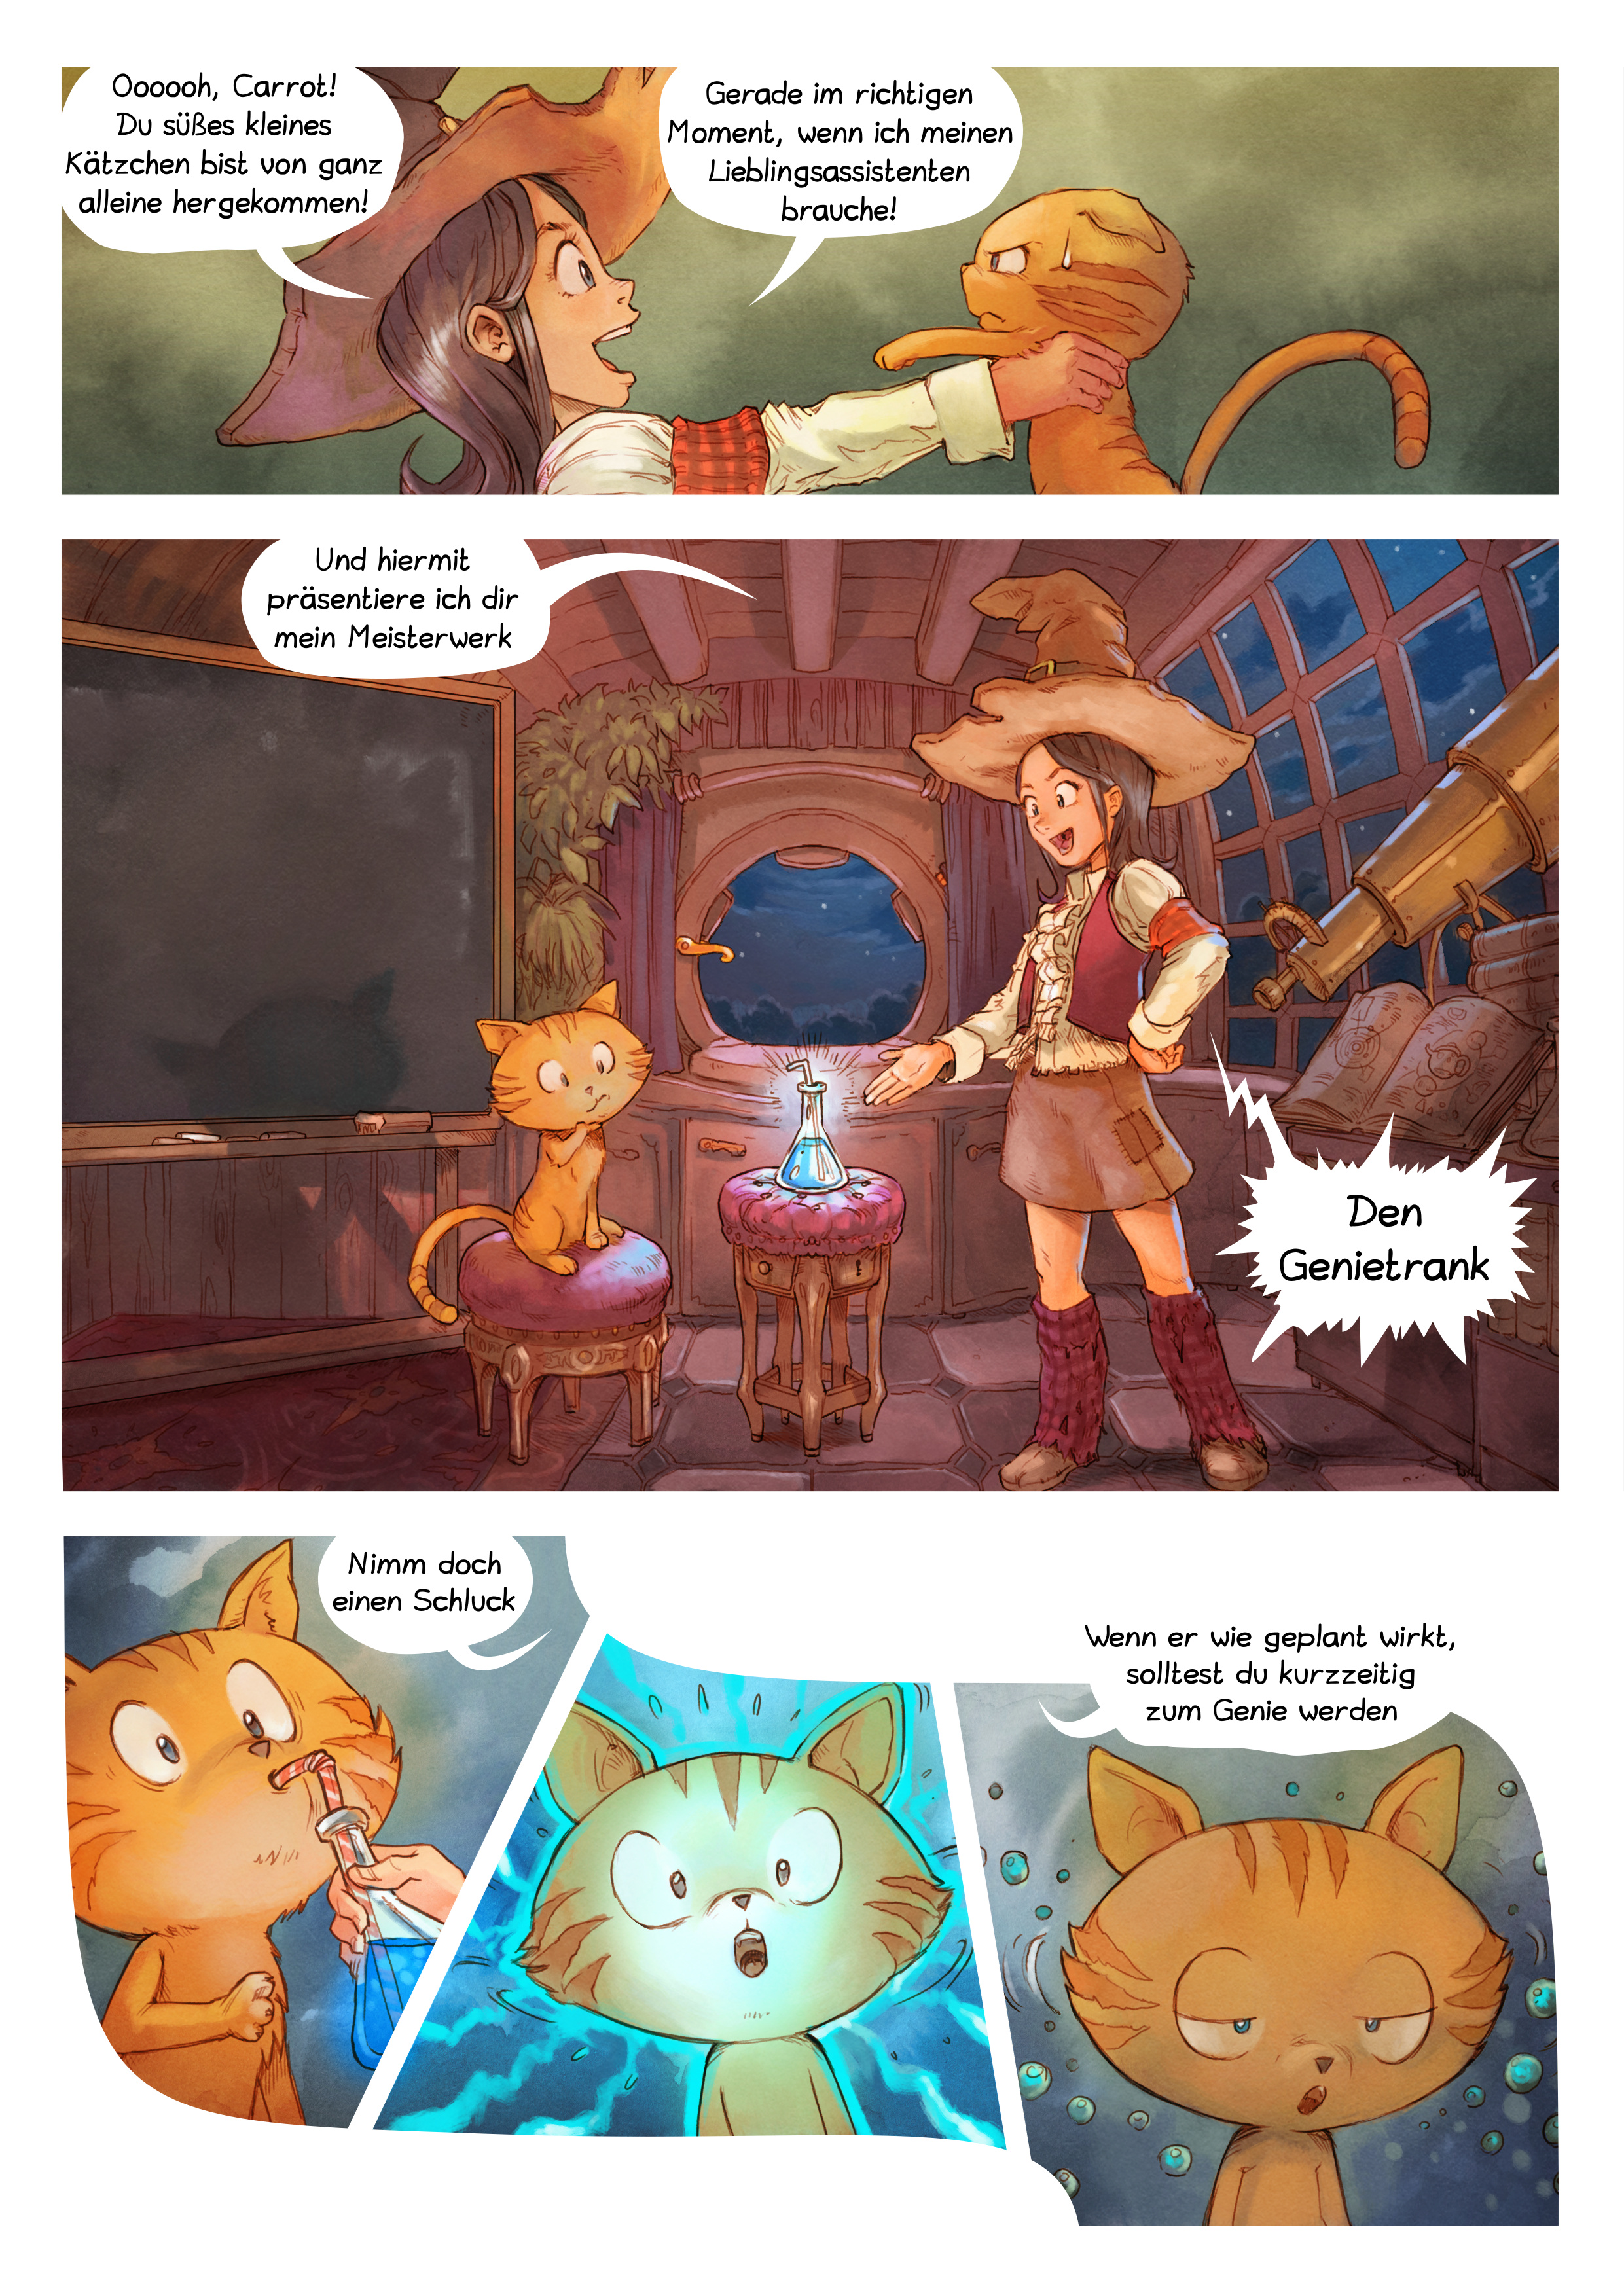 Oooooh, Carrot!
Du süßes kleines
Kätzchen bist von ganz
alleine hergekommen!
Gerade im richtigen
Moment, wenn ich meinen
Lieblingsassistenten
brauche!
Und hiermit
präsentiere ich dir
mein Meisterwerk
Den
Genietrank
Nimm doch
einen Schluck
Wenn er wie geplant wirkt,
solltest du kurzzeitig
zum Genie werden